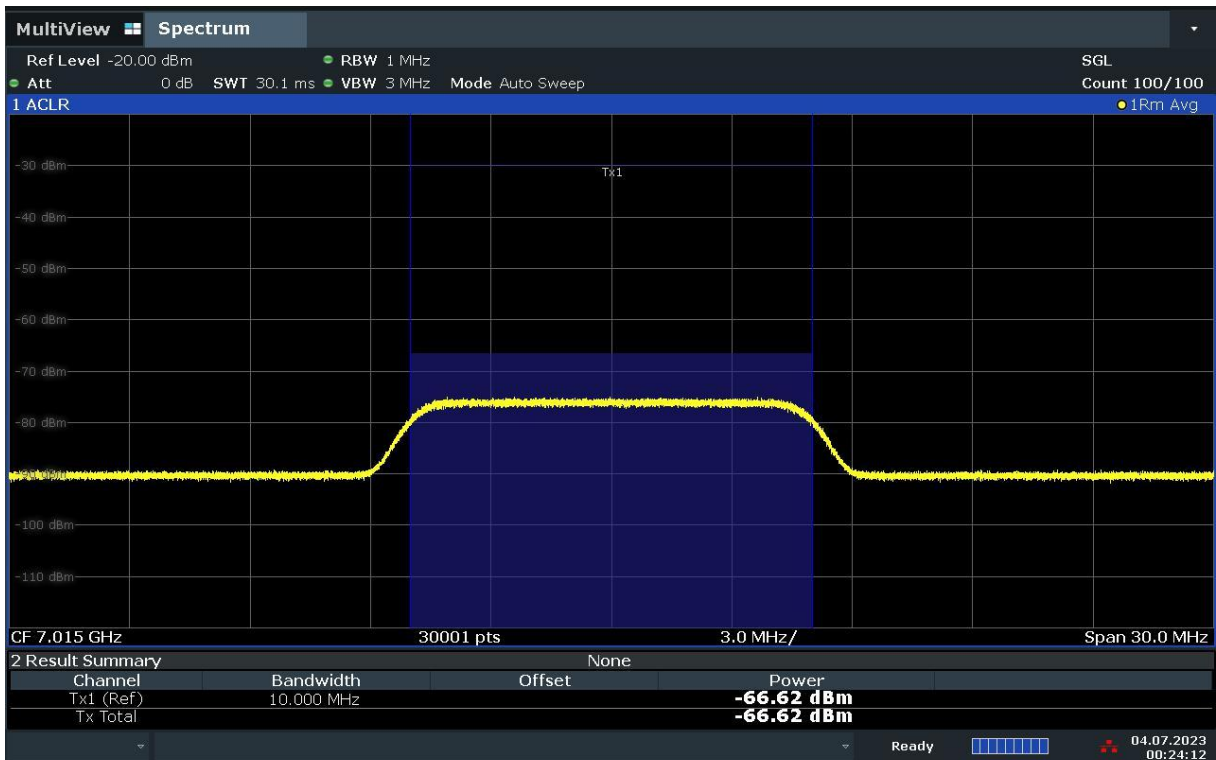 MultiView Spectrum
Ref Level -20.00 dBm RBW 1 MHz SGL
Att 0 dB SWT 30.1 ms VBW 3 MHz Mode Auto Sweep Count 100/100
1 ACLR 1Rm Avg
Tx1
-30 dBm
-40 dBm
-50 dBm
-60 dBm
-70 dBm
-80 dBm
-90 dBm
-100 dBm
-110 dBm
CF 7.015 GHz 30001 pts 3.0 MHz/ Span 30.0 MHz
2 Result Summary None
Channel Bandwidth Offset Power
Tx1 (Ref) 10.000 MHz -66.62 dBm
Tx Total -66.62 dBm
Ready 04.07.2023
00:24:12